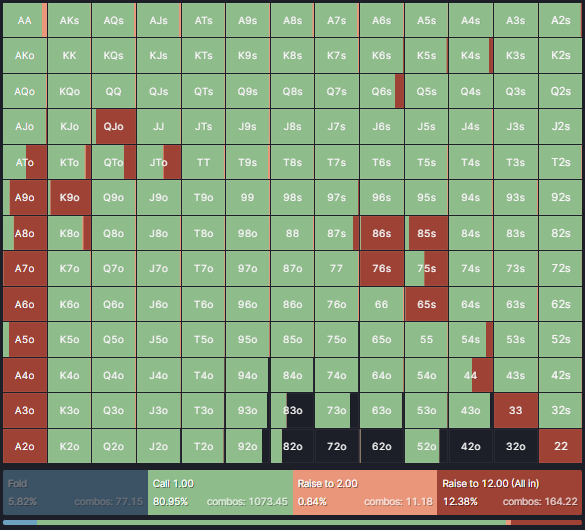 AA AKs AQs AJs ATs A9s A8s A7s A6s A5s A4s A3s A2s
AKo KK KQs KJs KTs K9s K8s K7s K6s K5s K4s K3s K2s
AQo KQo QQ QJs QTs Q9s Q8s Q7s Q6s Q5s Q4s Q3s Q2s
AJo KJo QJo JJ JTs J9s J8s J7s J6s J5s J4s J3s J2s
ATo KTo QTo JTo TT T9s T8s T7s T6s T5s T4s T3s T2s
A9o K9o Q9o J9o T9o 99 98s 97s 96s 95s 94s 93s 92s
A8o K8o Q8o J8o T8o 98o 88 87s 86s 85s 84s 83s 82s
A7o K7o Q7o J7o T7o 97o 87o 77 76s 75s 74s 73s 72s
A6o K6o Q6o J6o T6o 96o 86o 76o 66 65s 64s 63s 62s
A5o K5o Q5o J5o T5o 95o 85o 75o 65o 55 54s 53s 52s
A4o K4o Q4o J4o T4o 94o 84o 74o 64o 54o 44 43s 42s
A3o K3o Q3o J3o T3o 93o 83o 73o 63o 53o 43o 33 32s
A2o K2o Q2o J2o T2o 92o 82o 72o 62o 52o 42o 32o 22
Fold Call 1.00 Raise to 2.00 Raise to 12.00 (All in)
5.82% combos: 77.15 80.95% combos: 1073.45 0.84% combos: 11.18 12.38% combos: 164.22